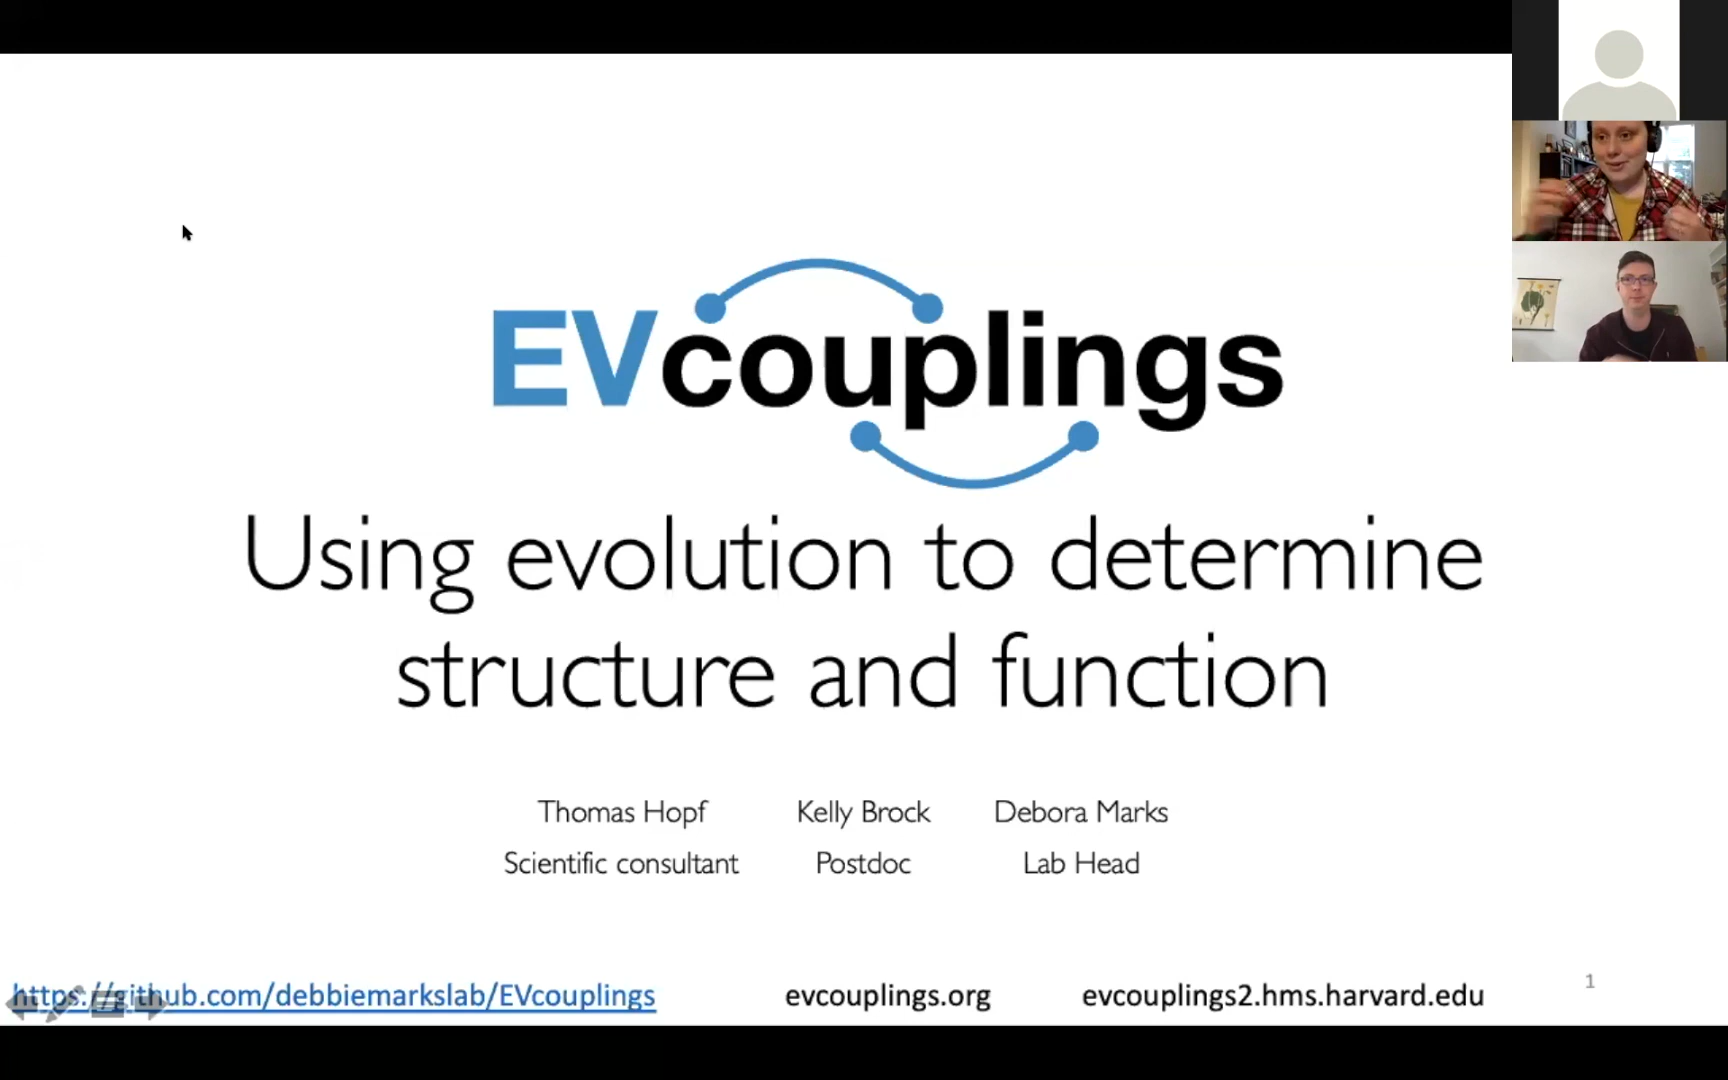 EVcouplings
Using evolution to determine
structure and function
Thomas Hopf Kelly Brock Debora Marks
Scientific consultant Postdoc Lab Head
https://github.com/debbiemarkslab/EVcouplings evcouplings.org evcouplings2.hms.harvard.edu
1